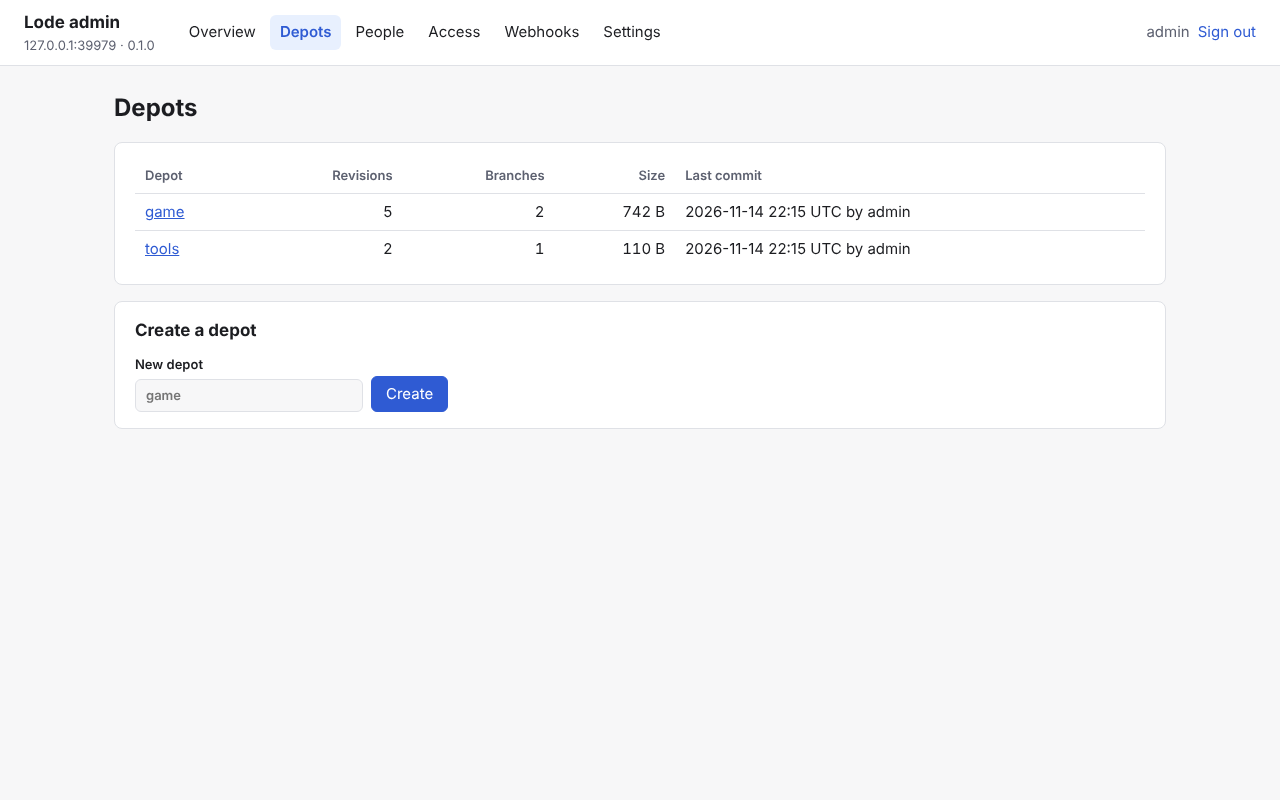 Lode admin
127.0.0.1:39979 · 0.1.0
Overview Depots People Access Webhooks Settings
admin Sign out
Depots
Depot Revisions Branches Size Last commit
game 5 2 742 B 2026-11-14 22:15 UTC by admin
tools 2 1 110 B 2026-11-14 22:15 UTC by admin
Create a depot
New depot
game Create